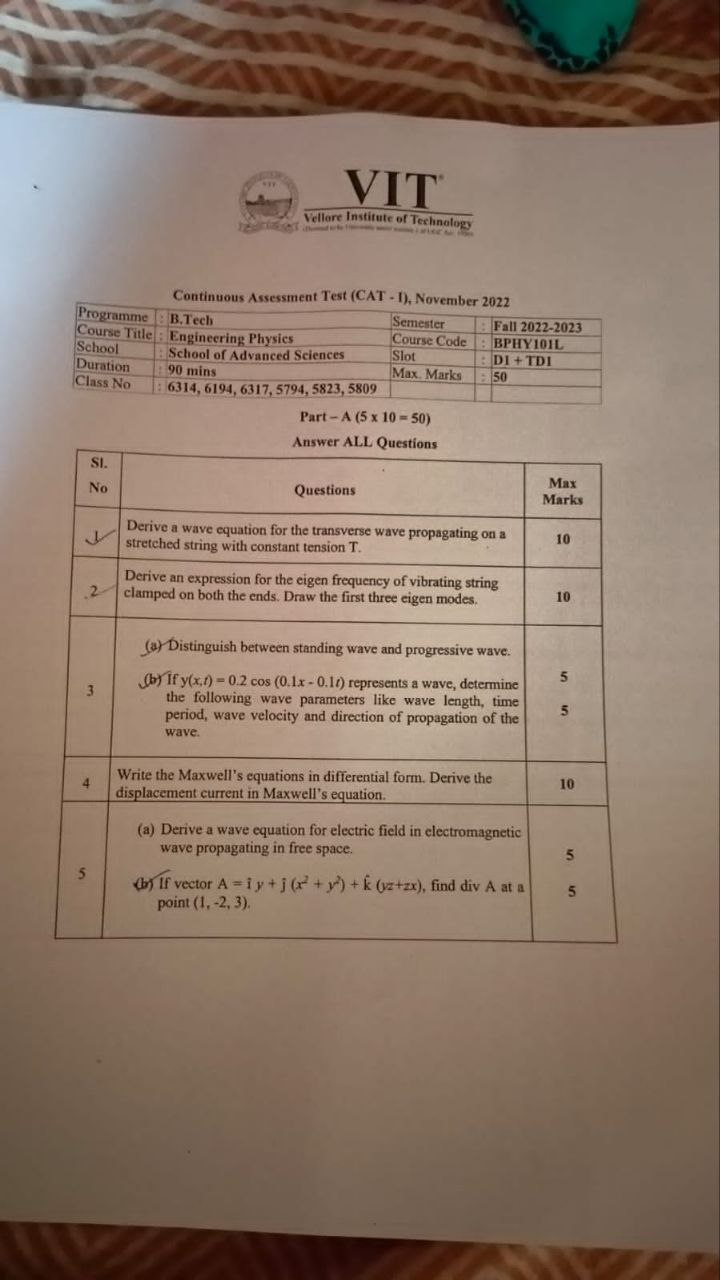 VIT
VIT
Vellore Institute of Technology
Continuous Assessment Test (CAT - I), November 2022
Programme : B.Tech Semester : Fall 2022-2023
Course Title : Engineering Physics Course Code : BPHY101L
School : School of Advanced Sciences Slot : D1 + TD1
Duration : 90 mins Max. Marks : 50
Class No : 6314, 6194, 6317, 5794, 5823, 5809
Part – A (5 x 10 = 50)
Answer ALL Questions
Sl.
No Questions Max
Marks
1 Derive a wave equation for the transverse wave propagating on a
stretched string with constant tension T. 10
2 Derive an expression for the eigen frequency of vibrating string
clamped on both the ends. Draw the first three eigen modes. 10
3 (a) Distinguish between standing wave and progressive wave. 5
(b) If y(x,t) = 0.2 cos (0.1x - 0.1t) represents a wave, determine
the following wave parameters like wave length, time 5
period, wave velocity and direction of propagation of the
wave.
4 Write the Maxwell's equations in differential form. Derive the
displacement current in Maxwell's equation. 10
5 (a) Derive a wave equation for electric field in electromagnetic
wave propagating in free space. 5
(b) If vector A = î y + ĵ (x² + y²) + k̂ (yz+zx), find div A at a
point (1, -2, 3). 5